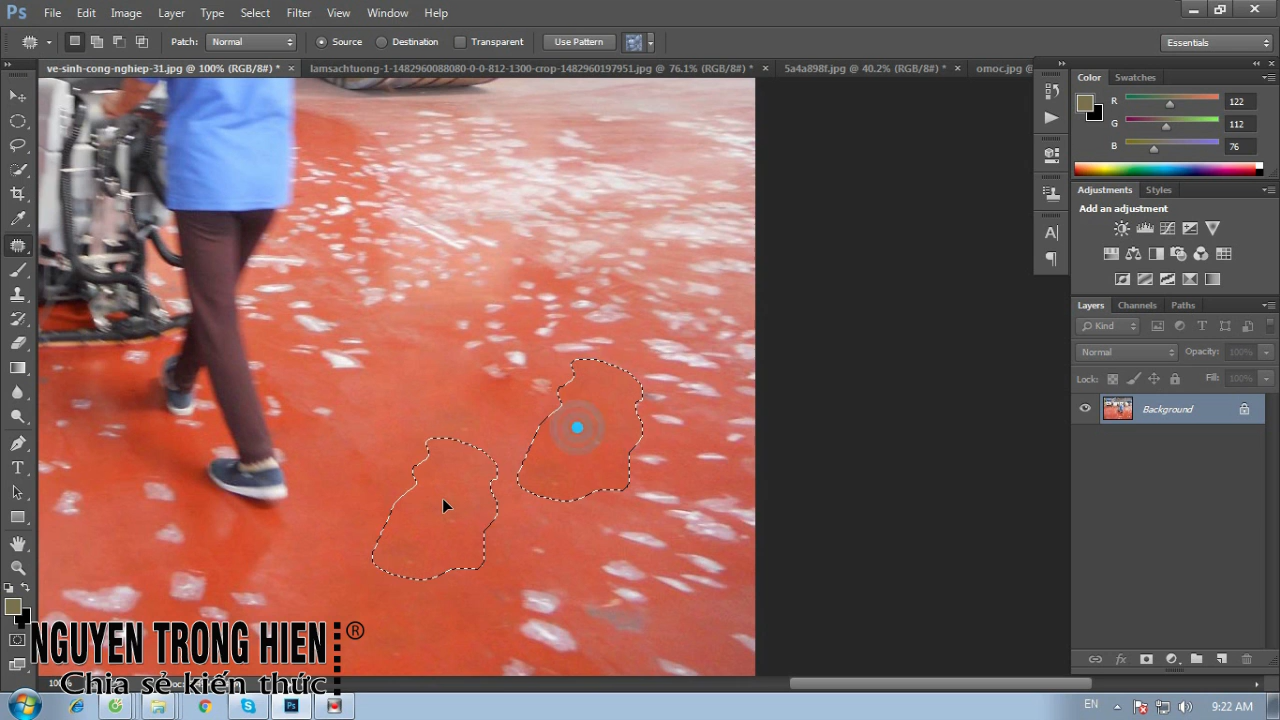 Ps File Edit Image Layer Type Select Filter View Window Help
Patch: Normal Source Destination Transparent Use Pattern Essentials
ve-sinh-cong-nghiep-31.jpg @ 100% (RGB/8#) * × lamsachtuong-1-1482960088080-0-0-812-1300-crop-1482960197951.jpg @ 76.1% (RGB/8#) * × 5a4a898f.jpg @ 40.2% (RGB/8#) * × omoc.jpg @
Color Swatches
R 122
G 112
B 76
Adjustments Styles
Add an adjustment
Layers Channels Paths
Kind
Normal Opacity: 100%
Lock: Fill: 100%
Background
NGUYEN TRONG HIEN ®
Chia sẻ kiến thức
EN 9:22 AM